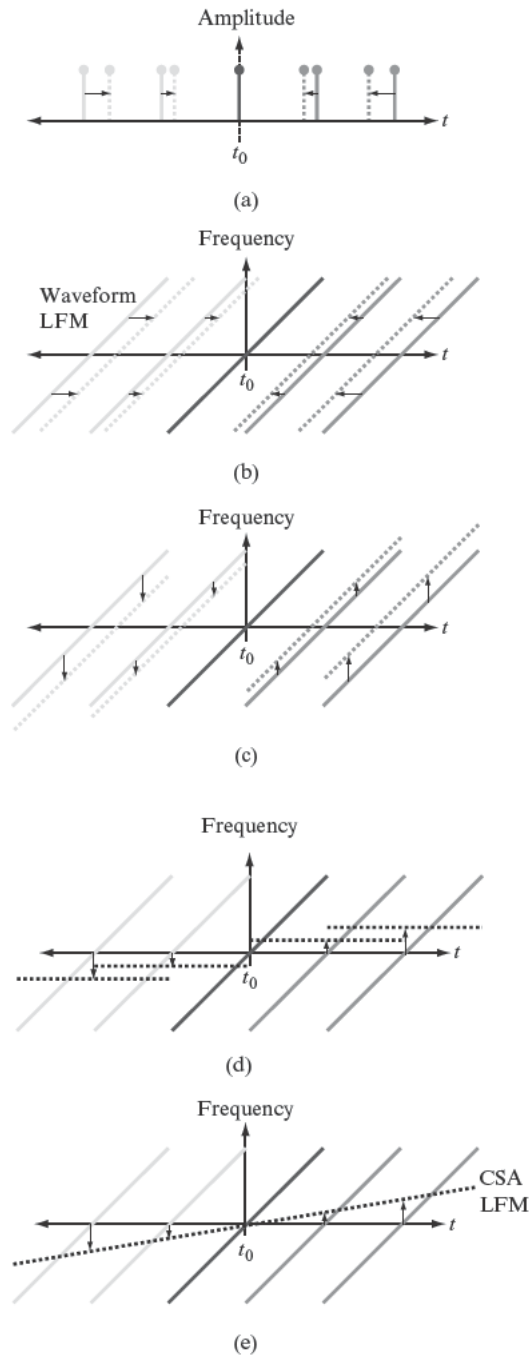 Amplitude
t
t0
(a)
Frequency
Waveform
LFM
t
t0
(b)
Frequency
t
t0
(c)
Frequency
t
t0
(d)
Frequency
CSA
LFM
t
t0
(e)